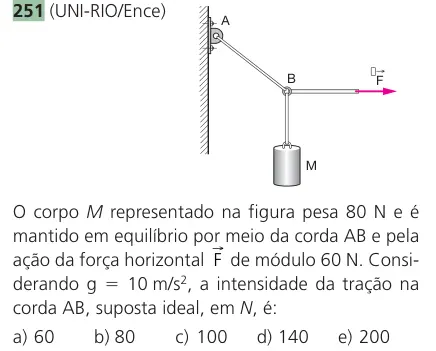 251 (UNI-RIO/Ence)
A
B
F
M
O corpo M representado na figura pesa 80 N e é
mantido em equilíbrio por meio da corda AB e pela
ação da força horizontal F⃗ de módulo 60 N. Consi-
derando g = 10 m/s², a intensidade da tração na
corda AB, suposta ideal, em N, é:
a) 60 b) 80 c) 100 d) 140 e) 200